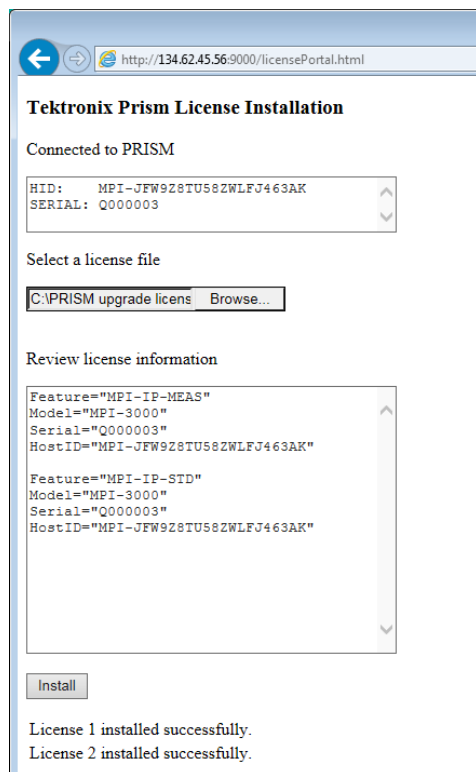 http://134.62.45.56:9000/licensePortal.html
Tektronix Prism License Installation
Connected to PRISM
HID: MPI-JFW9Z8TU58ZWLFJ463AK
SERIAL: Q000003
Select a license file
C:\PRISM upgrade licens Browse...
Review license information
Feature="MPI-IP-MEAS"
Model="MPI-3000"
Serial="Q000003"
HostID="MPI-JFW9Z8TU58ZWLFJ463AK"
Feature="MPI-IP-STD"
Model="MPI-3000"
Serial="Q000003"
HostID="MPI-JFW9Z8TU58ZWLFJ463AK"
Install
License 1 installed successfully.
License 2 installed successfully.